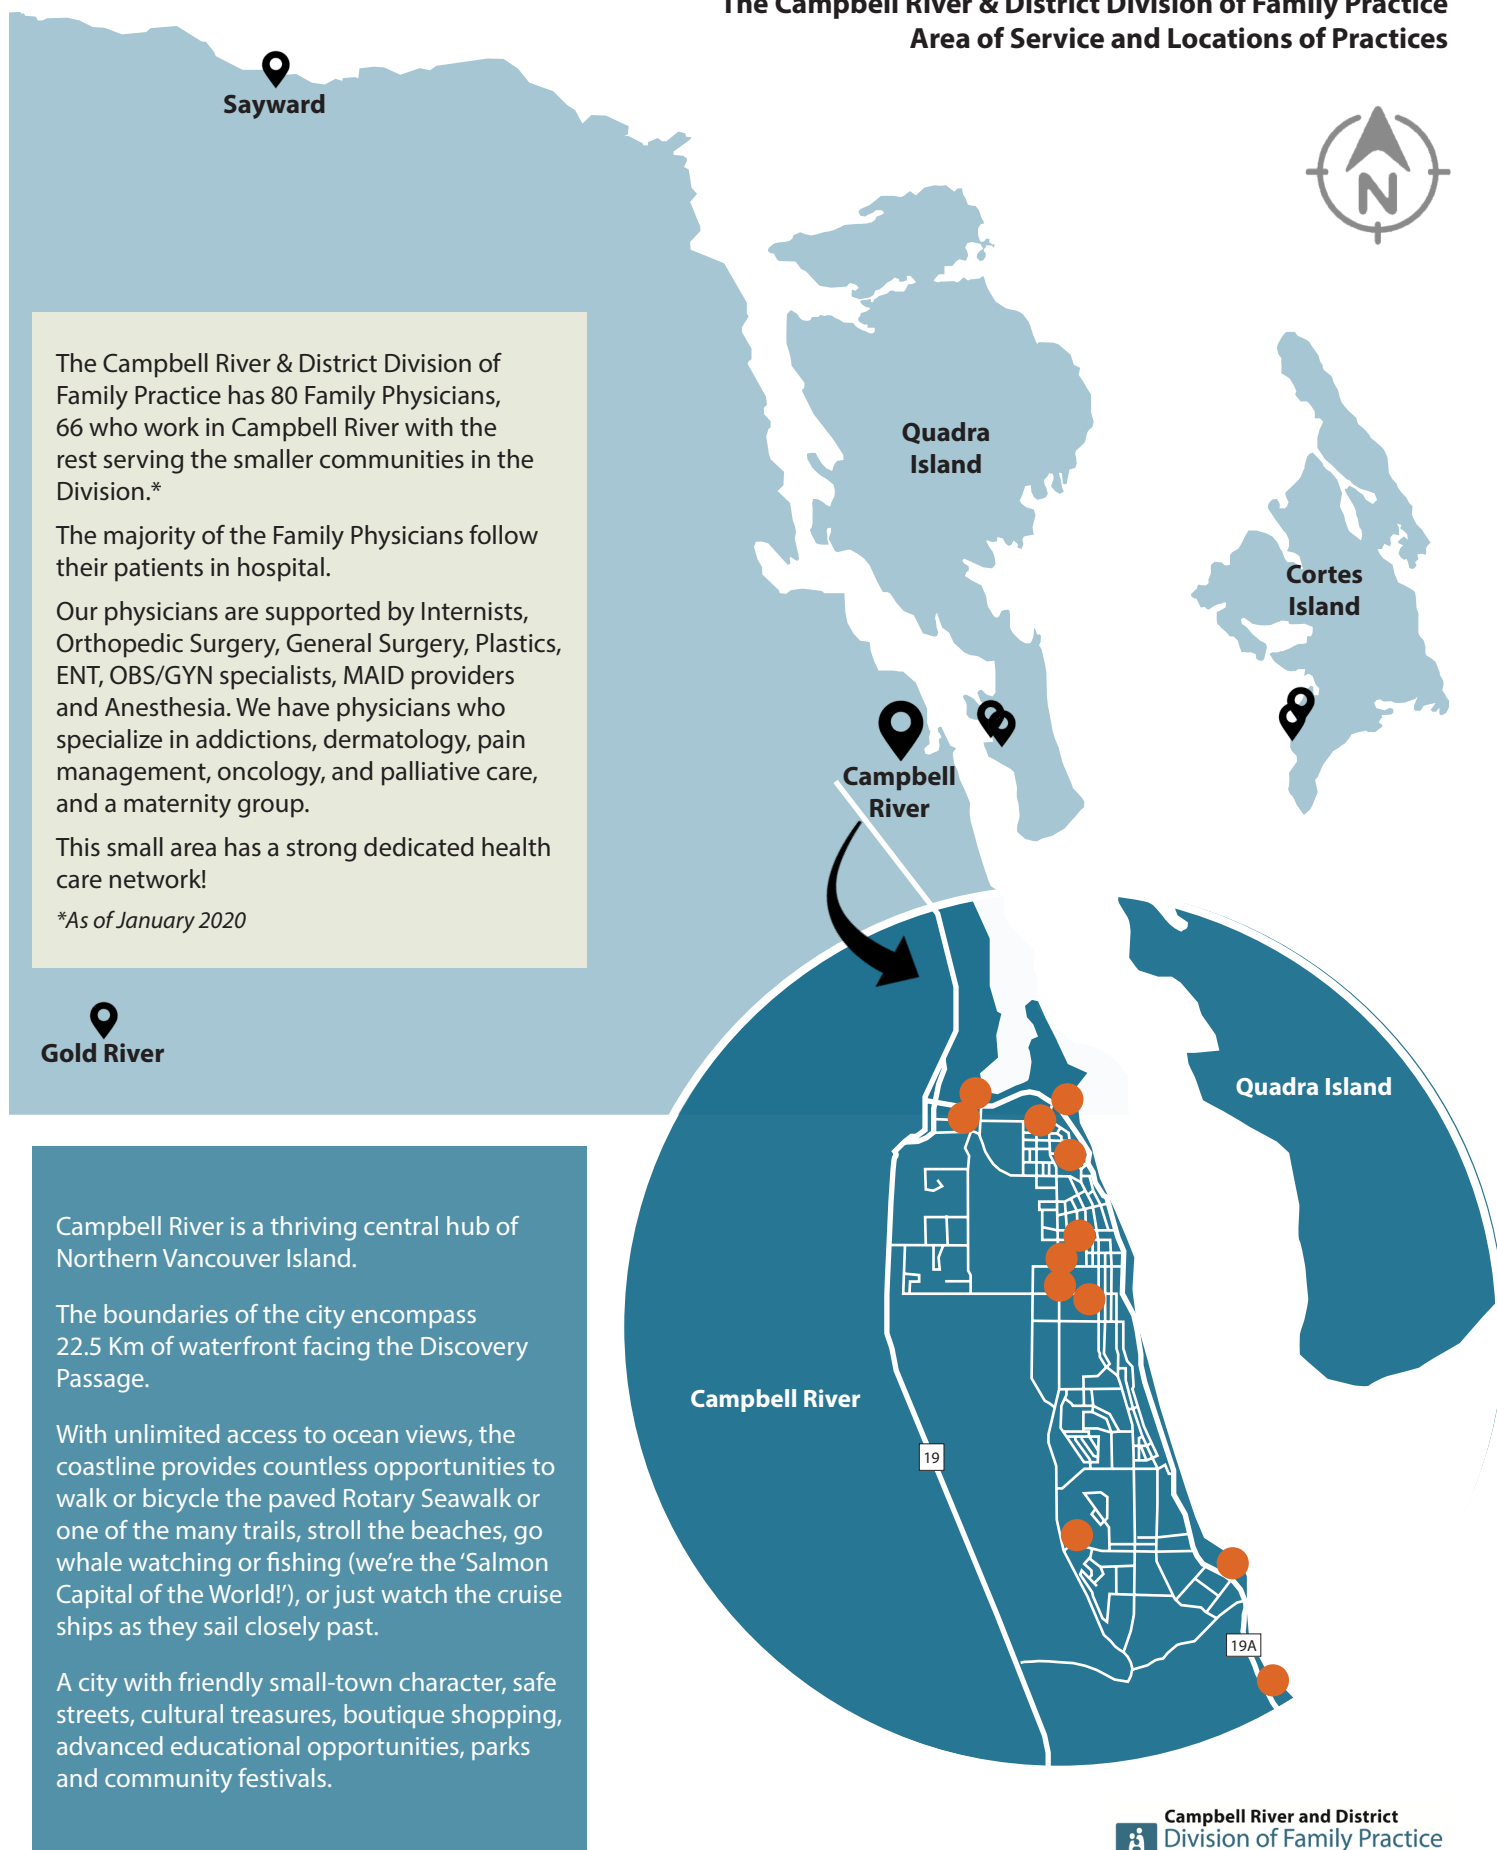 The Campbell River & District Division of Family Practice
Area of Service and Locations of Practices
Sayward
N
The Campbell River & District Division of
Family Practice has 80 Family Physicians,
66 who work in Campbell River with the
rest serving the smaller communities in the
Division.*
The majority of the Family Physicians follow
their patients in hospital.
Our physicians are supported by Internists,
Orthopedic Surgery, General Surgery, Plastics,
ENT, OBS/GYN specialists, MAID providers
and Anesthesia. We have physicians who
specialize in addictions, dermatology, pain
management, oncology, and palliative care,
and a maternity group.
This small area has a strong dedicated health
care network!
*As of January 2020
Quadra
Island
Cortes
Island
Campbell
River
Gold River
Quadra Island
Campbell River
19
19A
Campbell River is a thriving central hub of
Northern Vancouver Island.
The boundaries of the city encompass
22.5 Km of waterfront facing the Discovery
Passage.
With unlimited access to ocean views, the
coastline provides countless opportunities to
walk or bicycle the paved Rotary Seawalk or
one of the many trails, stroll the beaches, go
whale watching or fishing (we're the 'Salmon
Capital of the World!'), or just watch the cruise
ships as they sail closely past.
A city with friendly small-town character, safe
streets, cultural treasures, boutique shopping,
advanced educational opportunities, parks
and community festivals.
Campbell River and District
Division of Family Practice